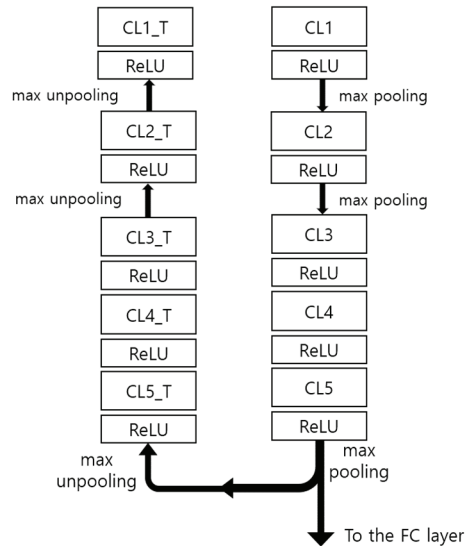 CL1_T
CL1
ReLU
ReLU
max unpooling
max pooling
CL2_T
CL2
ReLU
ReLU
max unpooling
max pooling
CL3_T
CL3
ReLU
ReLU
CL4_T
CL4
ReLU
ReLU
CL5_T
CL5
ReLU
ReLU
max
unpooling
max
pooling
To the FC layer